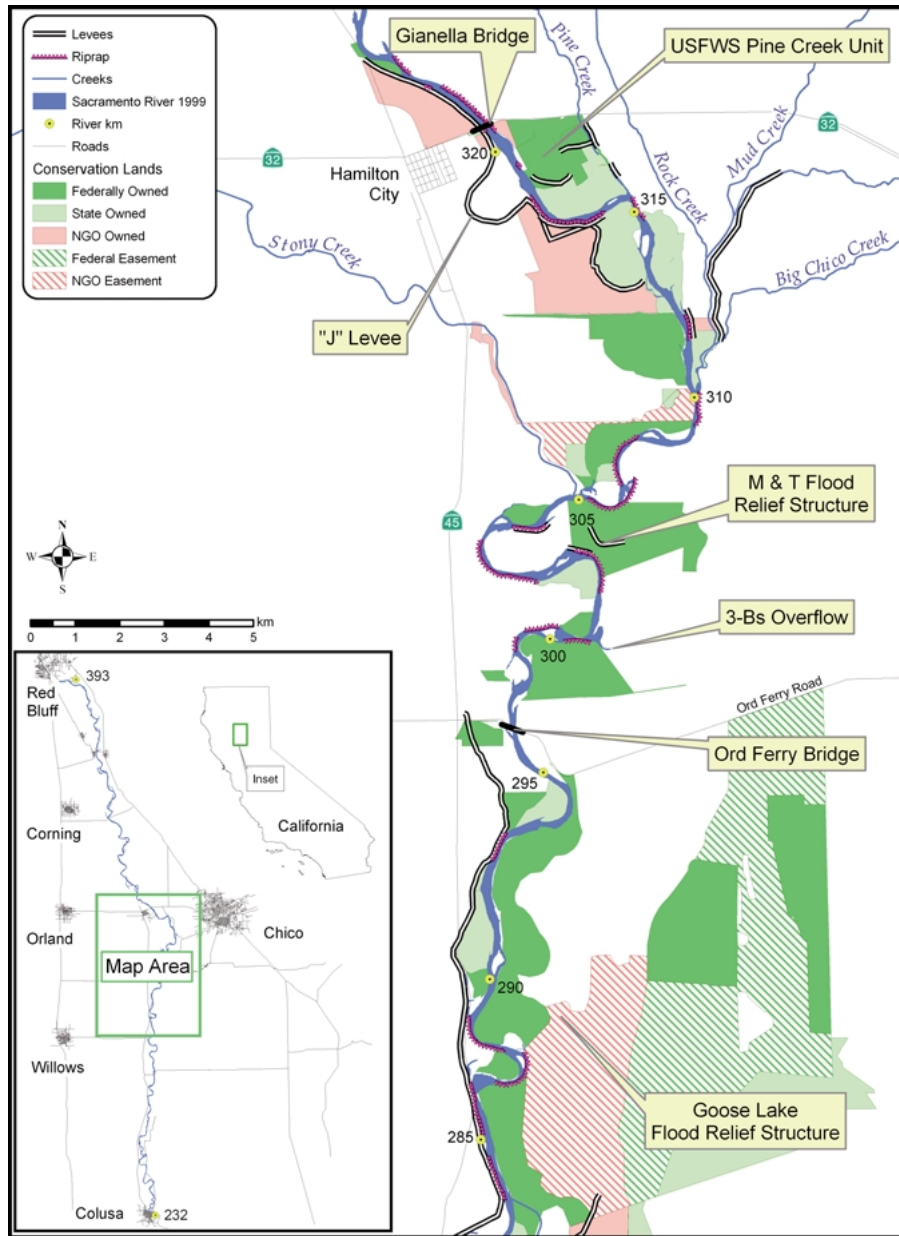 Levees
Riprap
Creeks
Sacramento River 1999
River km
Roads
Conservation Lands
Federally Owned
State Owned
NGO Owned
Federal Easement
NGO Easement
Gianella Bridge
Pine Creek
USFWS Pine Creek Unit
32
32
320
Hamilton
City
Rock Creek
Mud Creek
315
Stony Creek
Big Chico Creek
"J" Levee
310
M & T Flood
Relief Structure
305
45
N
W
E
S
0 1 2 3 4 5
km
3-Bs Overflow
300
Ord Ferry Road
Ord Ferry Bridge
295
290
Goose Lake
Flood Relief Structure
285
393
Red
Bluff
Inset
California
Corning
Orland
Chico
Map Area
Willows
Colusa
232